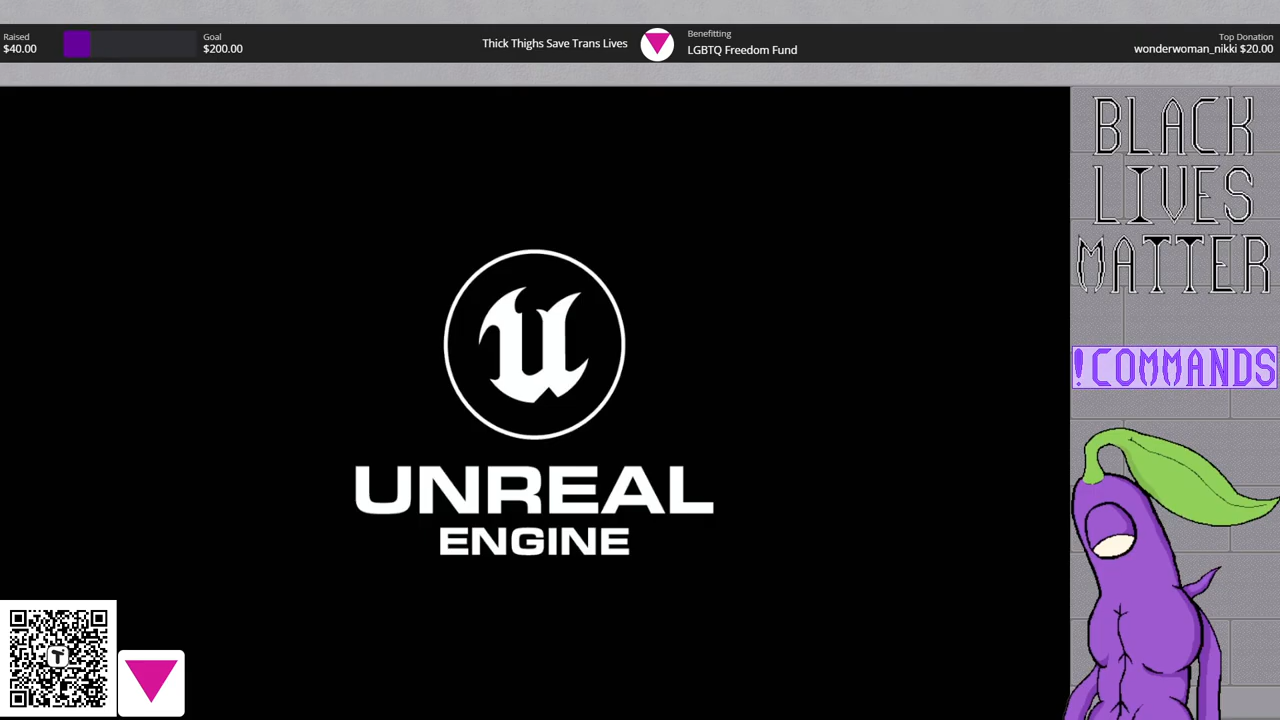 Raised
$40.00
Goal
$200.00
Thick Thighs Save Trans Lives
Benefitting
LGBTQ Freedom Fund
Top Donation
wonderwoman_nikki $20.00
BLACK
LIVES
MATTER
!COMMANDS
U
UNREAL
ENGINE
T